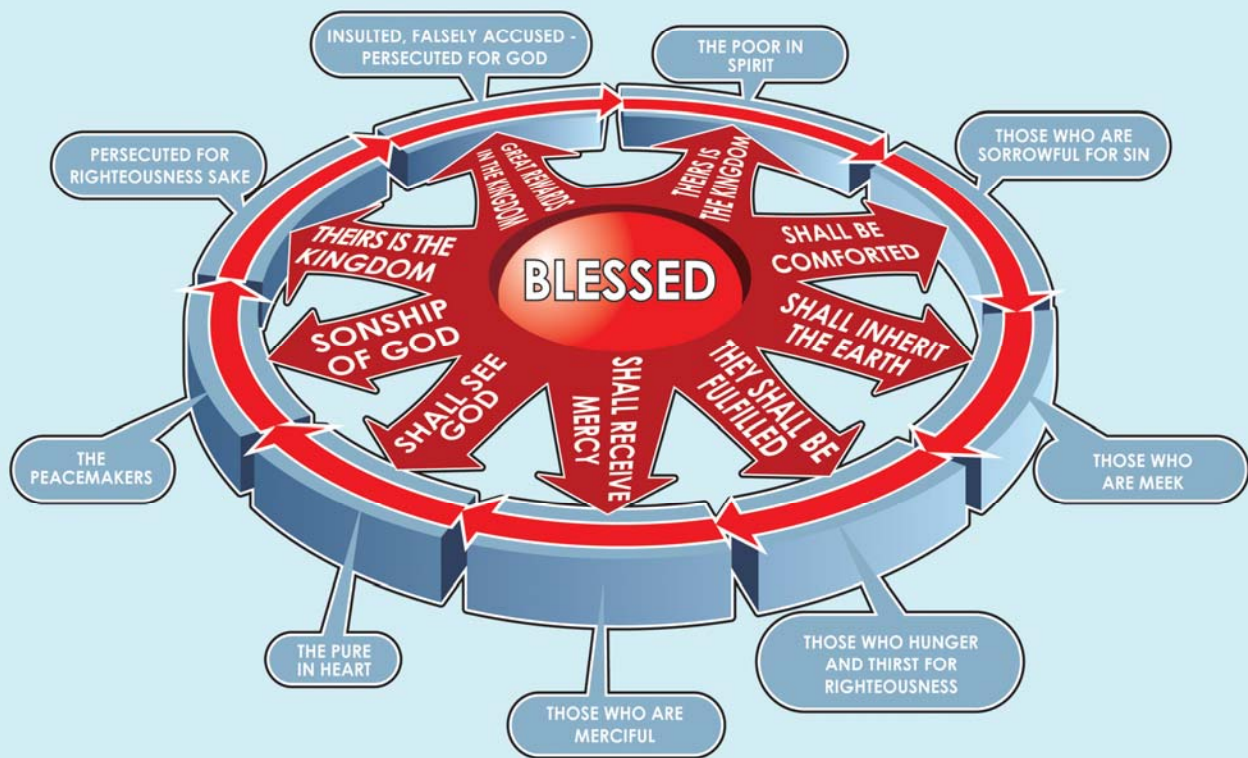 INSULTED, FALSELY ACCUSED -
PERSECUTED FOR GOD
THE POOR IN
SPIRIT
THOSE WHO ARE
SORROWFUL FOR SIN
PERSECUTED FOR
RIGHTEOUSNESS SAKE
GREAT REWARDS
IN THE KINGDOM
THEIRS IS
THE KINGDOM
SHALL BE
COMFORTED
THEIRS IS THE
KINGDOM
BLESSED
SHALL INHERIT
THE EARTH
SONSHIP
OF GOD
SHALL SEE
GOD
SHALL RECEIVE
MERCY
THEY SHALL BE
FULFILLED
THE
PEACEMAKERS
THOSE WHO
ARE MEEK
THE PURE
IN HEART
THOSE WHO HUNGER
AND THIRST FOR
RIGHTEOUSNESS
THOSE WHO ARE
MERCIFUL